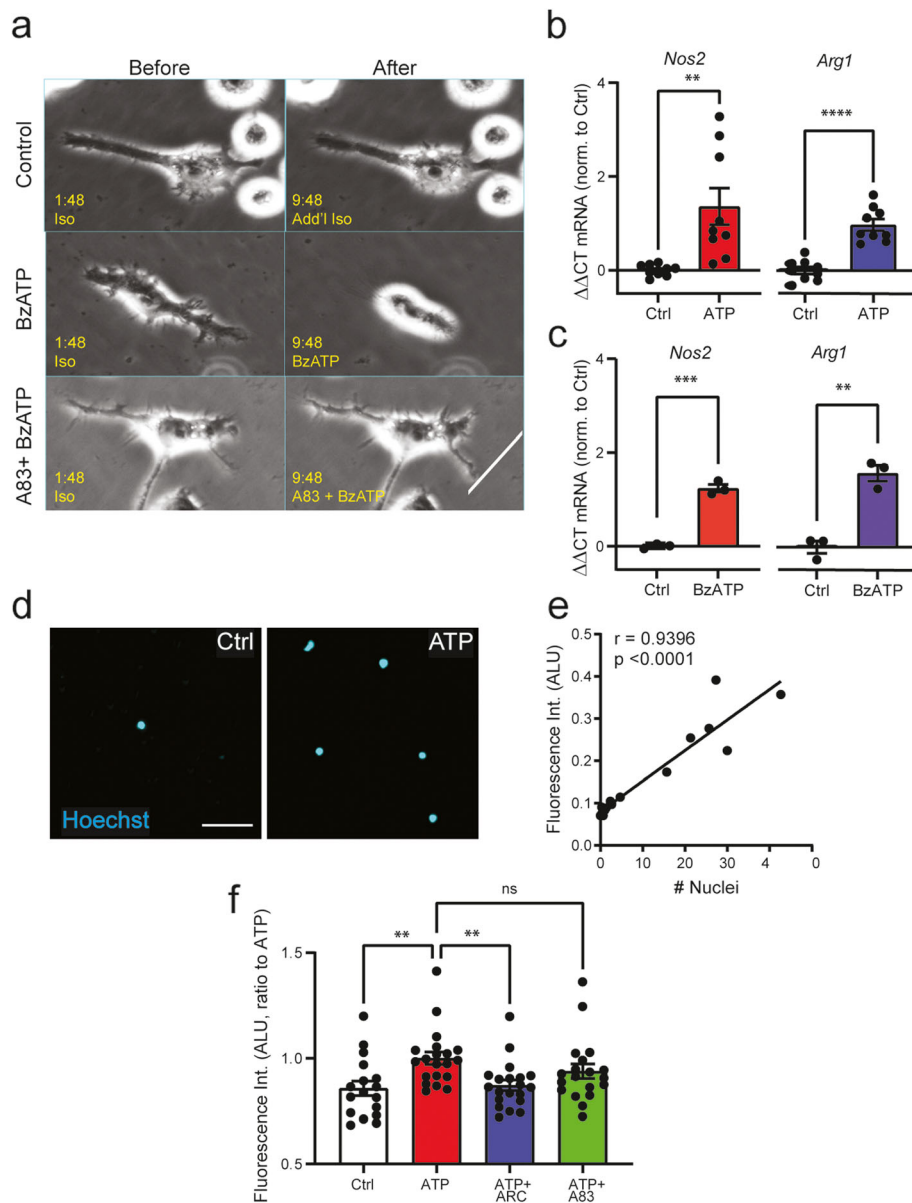 a
Before
After
Control
1:48
Iso
9:48
Add'l Iso
BzATP
1:48
Iso
9:48
BzATP
A83+ BzATP
1:48
Iso
9:48
A83 + BzATP
b
Nos2
Arg1
**
****
ΔΔCT mRNA (norm. to Ctrl)
4
2
0
Ctrl
ATP
Ctrl
ATP
c
Nos2
Arg1
***
**
ΔΔCT mRNA (norm. to Ctrl)
4
2
0
Ctrl
BzATP
Ctrl
BzATP
d
Ctrl
ATP
Hoechst
e
r = 0.9396
p <0.0001
Fluorescence Int. (ALU)
0.5
0.4
0.3
0.2
0.1
0.0
0 10 20 30 4 0
# Nuclei
f
ns
**
**
Fluorescence Int. (ALU, ratio to ATP)
1.5
1.0
0.5
Ctrl
ATP
ATP+
ARC
ATP+
A83